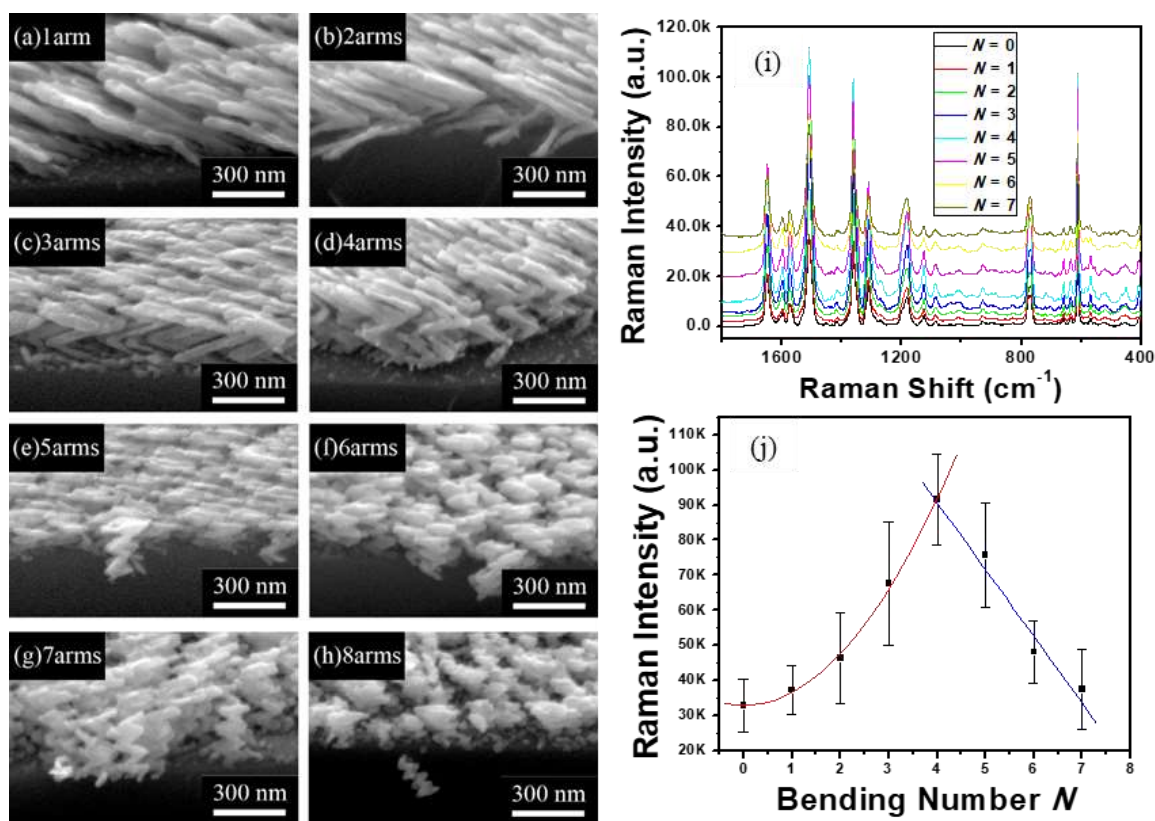 (a)1arm
300 nm
(b)2arms
300 nm
(c)3arms
300 nm
(d)4arms
300 nm
(e)5arms
300 nm
(f)6arms
300 nm
(g)7arms
300 nm
(h)8arms
300 nm
(i)
120.0k
100.0k
80.0k
60.0k
40.0k
20.0k
0.0
Raman Intensity (a.u.)
N = 0
N = 1
N = 2
N = 3
N = 4
N = 5
N = 6
N = 7
1600 1200 800 400
Raman Shift (cm⁻¹)
(j)
110K
100K
90K
80K
70K
60K
50K
40K
30K
20K
Raman Intensity (a.u.)
0 1 2 3 4 5 6 7 8
Bending Number N